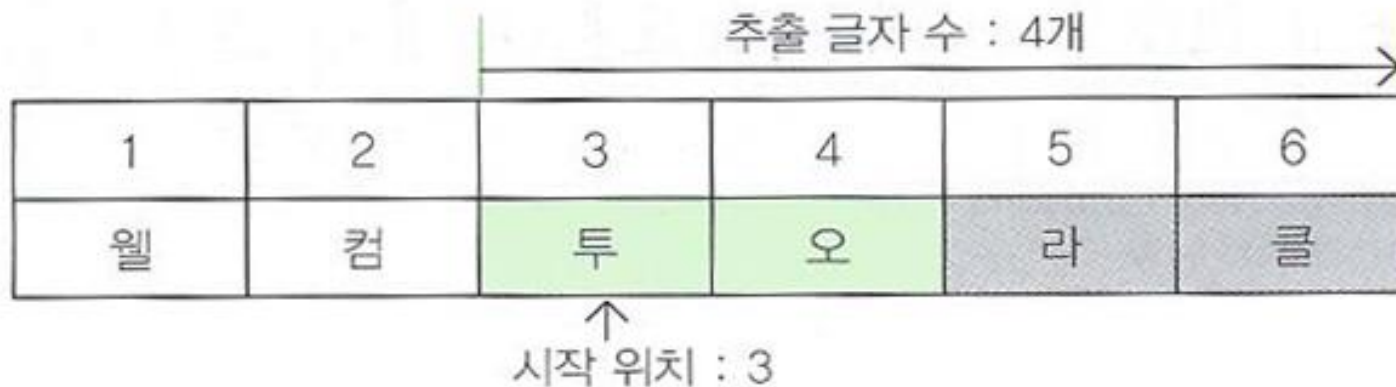 추출 글자 수 : 4개
1 2 3 4 5 6
웰 컴 투 오 라 클
시작 위치 : 3